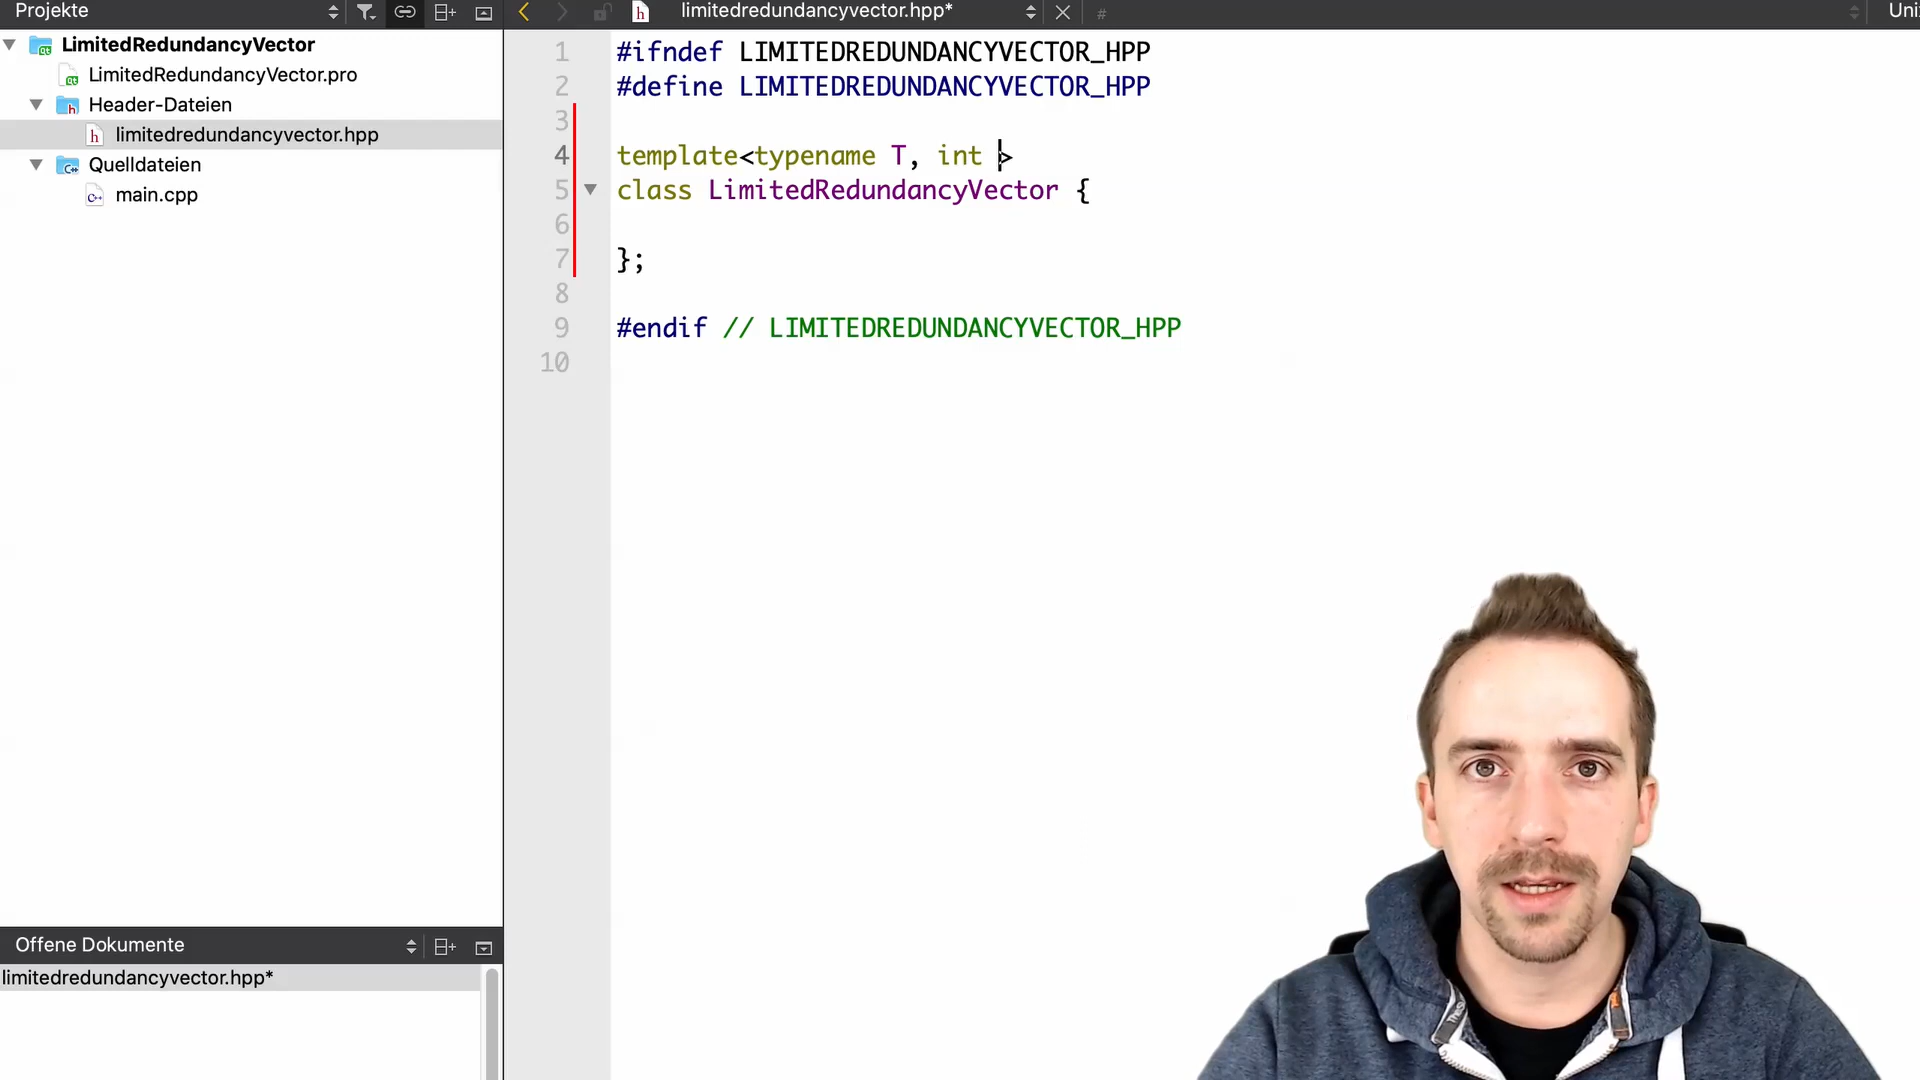 Projekte
limitedredundancyvector.hpp*
#
LimitedRedundancyVector
LimitedRedundancyVector.pro
Header-Dateien
limitedredundancyvector.hpp
Quelldateien
main.cpp
1 #ifndef LIMITEDREDUNDANCYVECTOR_HPP
2 #define LIMITEDREDUNDANCYVECTOR_HPP
3
4 template<typename T, int >
5 class LimitedRedundancyVector {
6
7 };
8
9 #endif // LIMITEDREDUNDANCYVECTOR_HPP
10
Offene Dokumente
limitedredundancyvector.hpp*